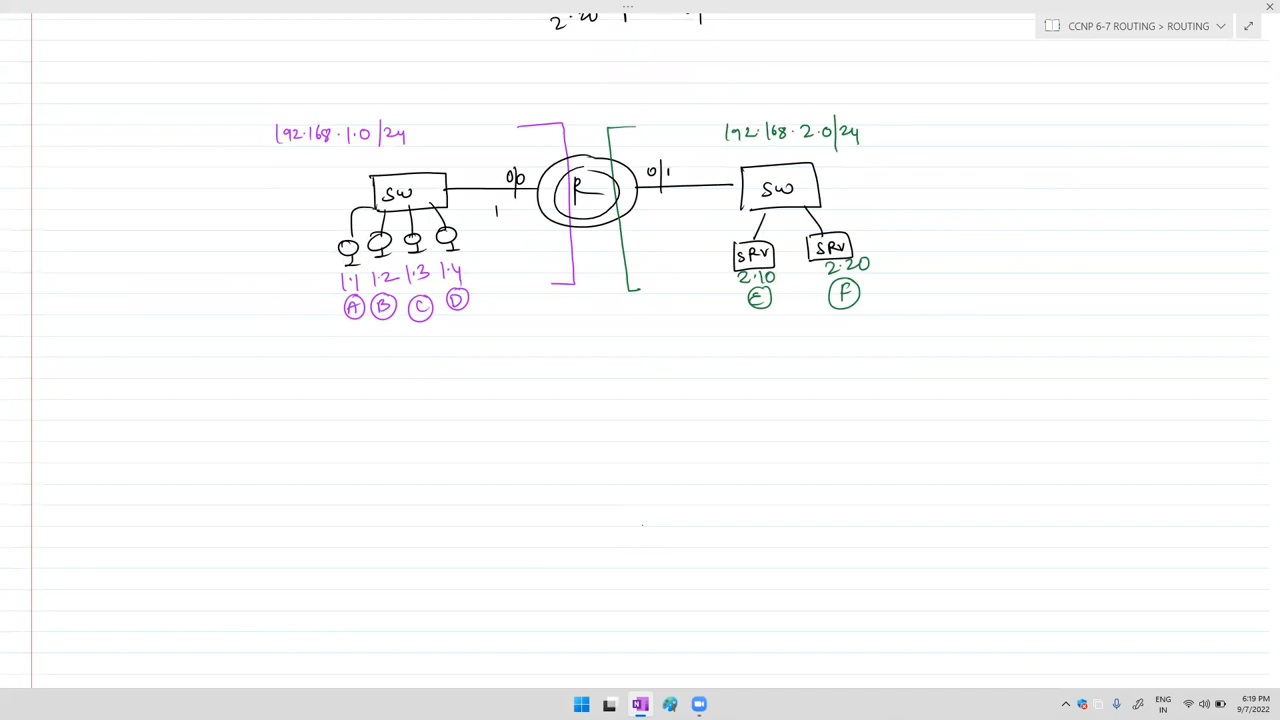 2.20
CCNP 6-7 ROUTING > ROUTING
192.168.1.0/24
192.168.2.0/24
SW
0/0
R
0/1
SW
1
SRV
SRV
1.1 1.2 1.3 1.4
2.10
2.20
A B C D
E
F
ENG
IN
6:19 PM
9/7/2022